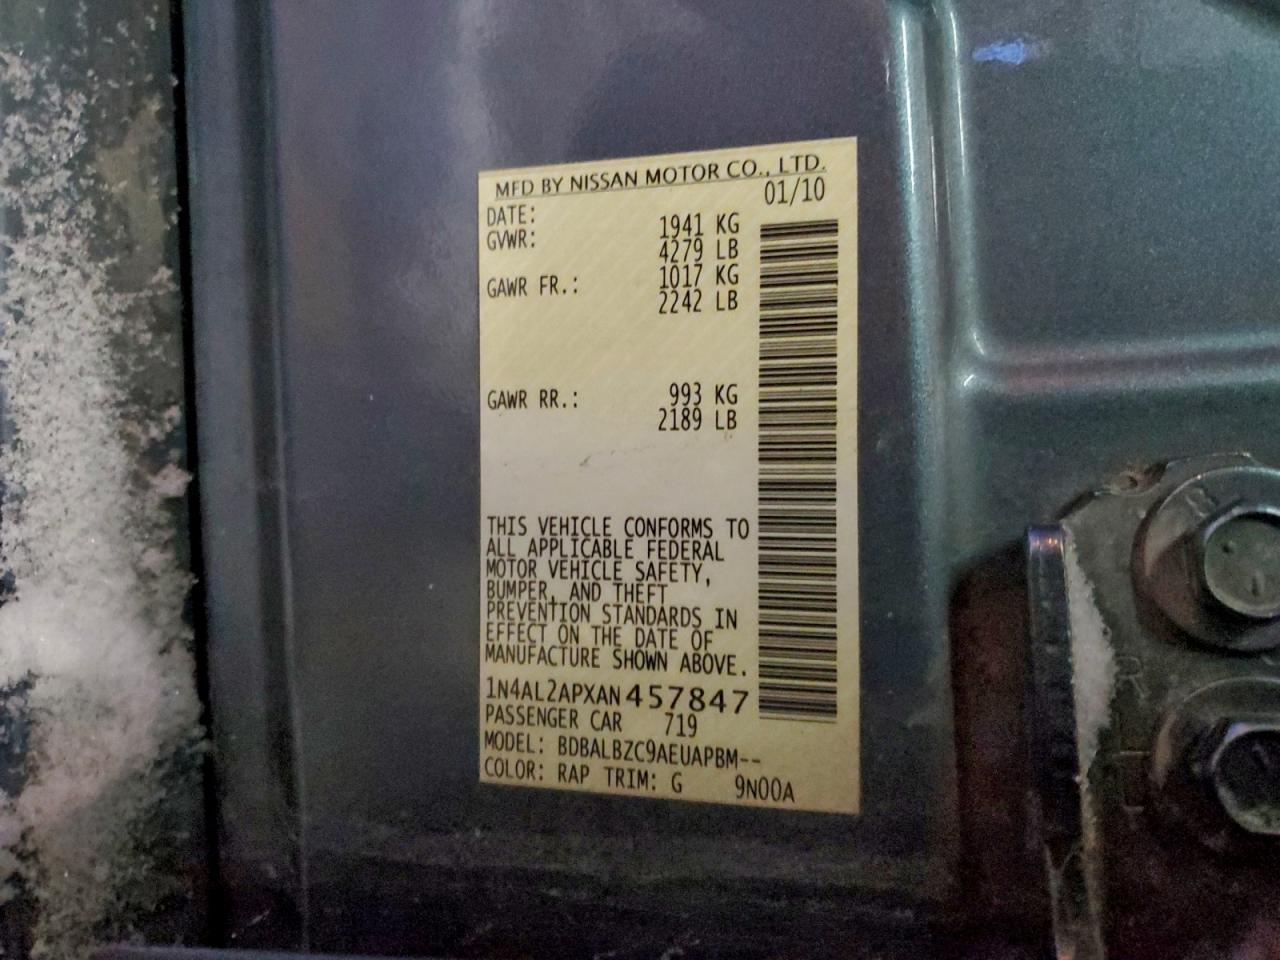 MFD BY NISSAN MOTOR CO., LTD.
DATE: 01/10
GVWR: 1941 KG
4279 LB
GAWR FR.: 1017 KG
2242 LB
GAWR RR.: 993 KG
2189 LB
THIS VEHICLE CONFORMS TO
ALL APPLICABLE FEDERAL
MOTOR VEHICLE SAFETY,
BUMPER, AND THEFT
PREVENTION STANDARDS IN
EFFECT ON THE DATE OF
MANUFACTURE SHOWN ABOVE.
1N4AL2APXAN457847
PASSENGER CAR 719
MODEL: BDBALBZC9AEUAPBM--
COLOR: RAP TRIM: G 9N00A